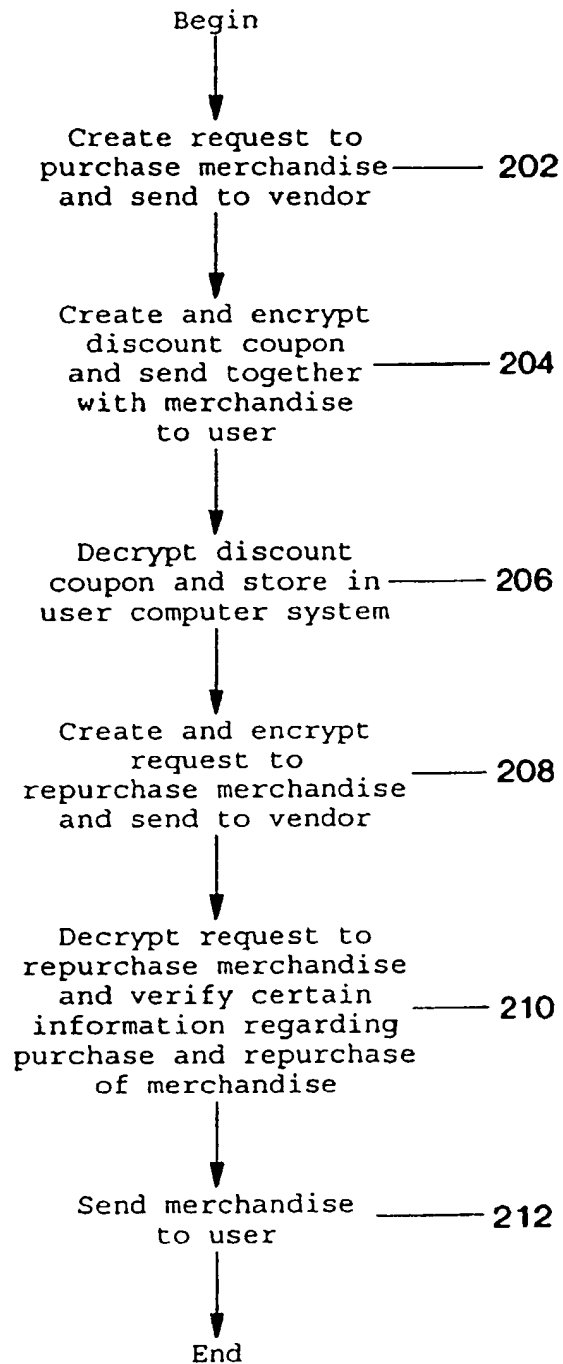 Begin
Create request to
purchase merchandise
and send to vendor
202
Create and encrypt
discount coupon
and send together
with merchandise
to user
204
Decrypt discount
coupon and store in
user computer system
206
Create and encrypt
request to
repurchase merchandise
and send to vendor
208
Decrypt request to
repurchase merchandise
and verify certain
information regarding
purchase and repurchase
of merchandise
210
Send merchandise
to user
212
End